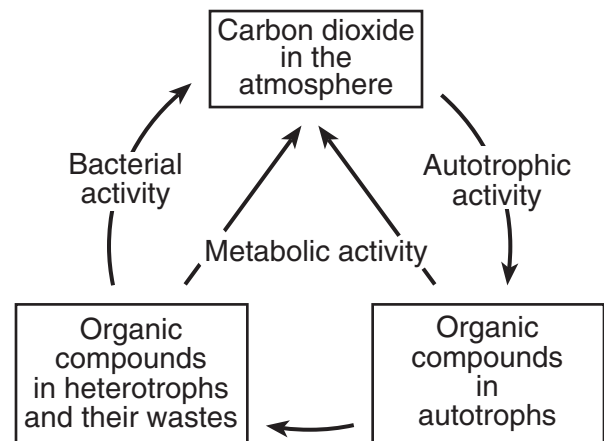 Carbon dioxide
in the
atmosphere
Bacterial
activity
Autotrophic
activity
Metabolic activity
Organic
compounds
in heterotrophs
and their wastes
Organic
compounds
in
autotrophs